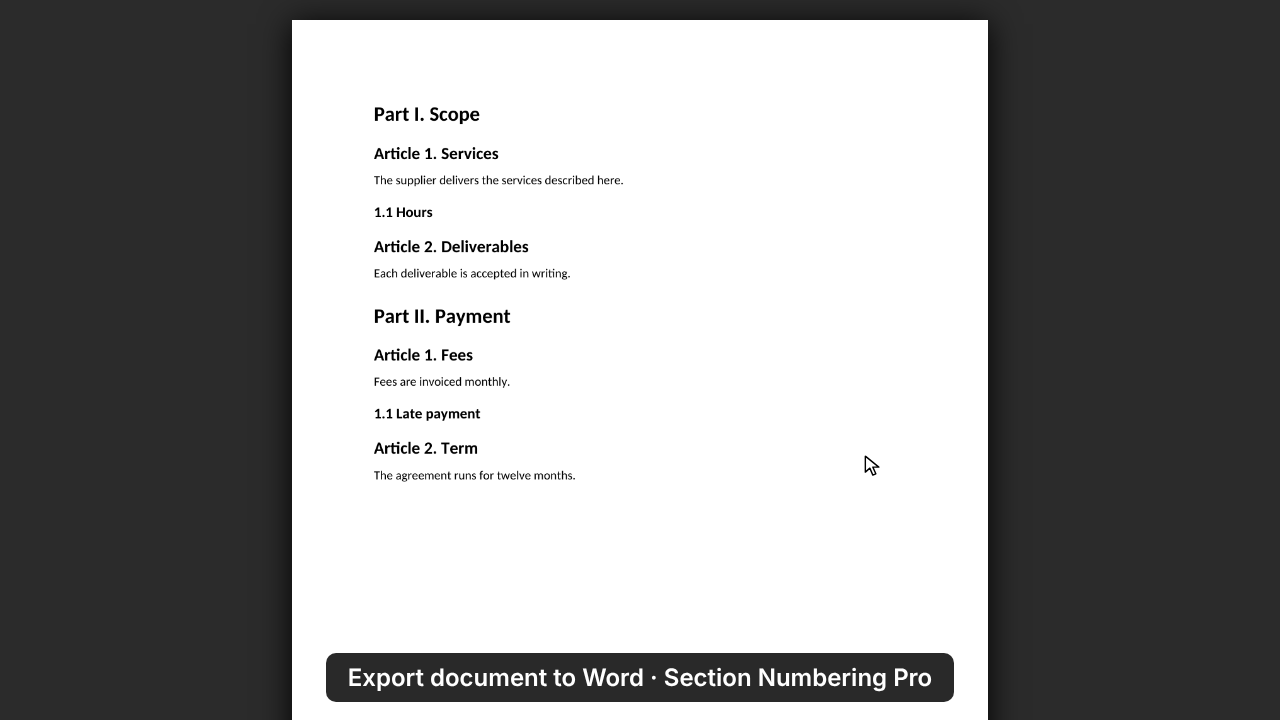 Part I. Scope
Article 1. Services
The supplier delivers the services described here.
1.1 Hours
Article 2. Deliverables
Each deliverable is accepted in writing.
Part II. Payment
Article 1. Fees
Fees are invoiced monthly.
1.1 Late payment
Article 2. Term
The agreement runs for twelve months.
Export document to Word · Section Numbering Pro